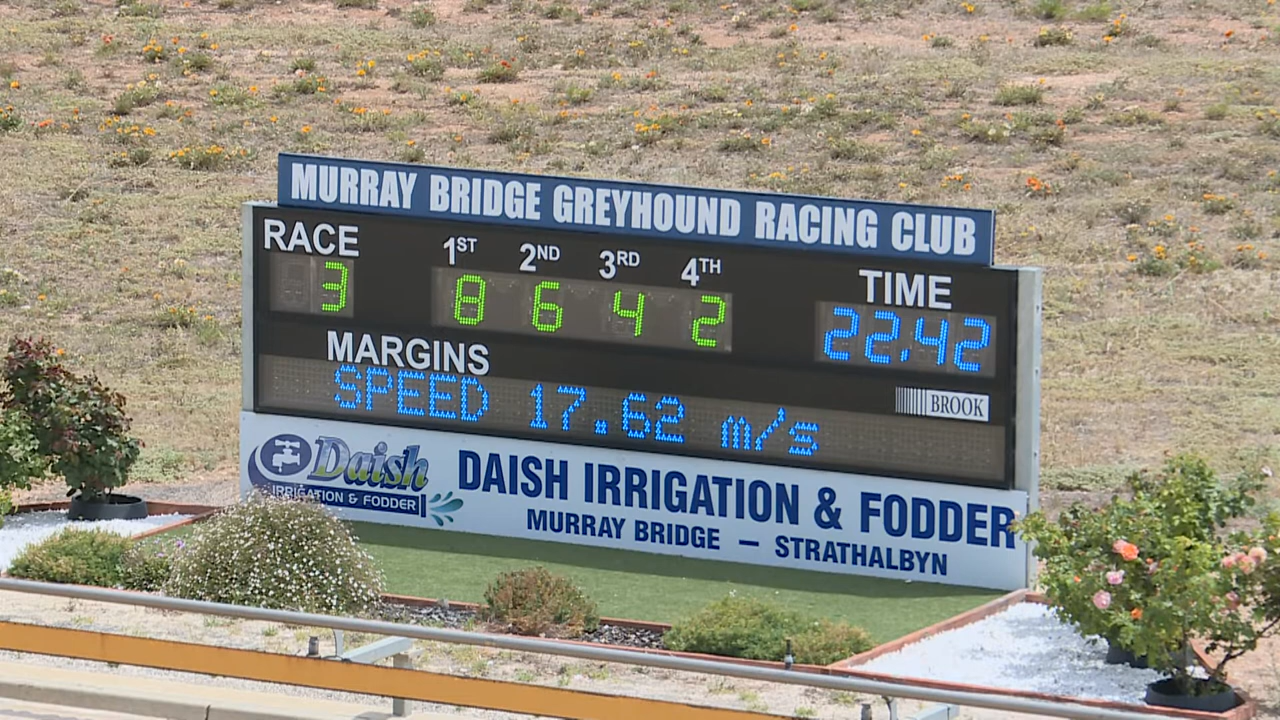 MURRAY BRIDGE GREYHOUND RACING CLUB
RACE 1ST 2ND 3RD 4TH TIME
3 8 6 4 2 22.42
MARGINS
SPEED 17.62 m/s
BROOK
Daish
IRRIGATION & FODDER
DAISH IRRIGATION & FODDER
MURRAY BRIDGE – STRATHALBYN